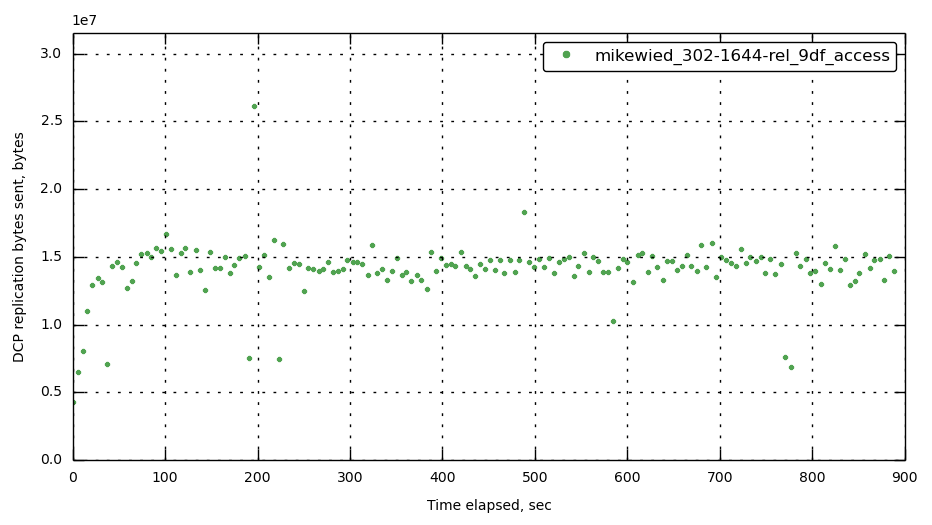 1e7
3.0
2.5
2.0
1.5
1.0
0.5
0.0
0 100 200 300 400 500 600 700 800 900
DCP replication bytes sent, bytes
Time elapsed, sec
mikewied_302-1644-rel_9df_access